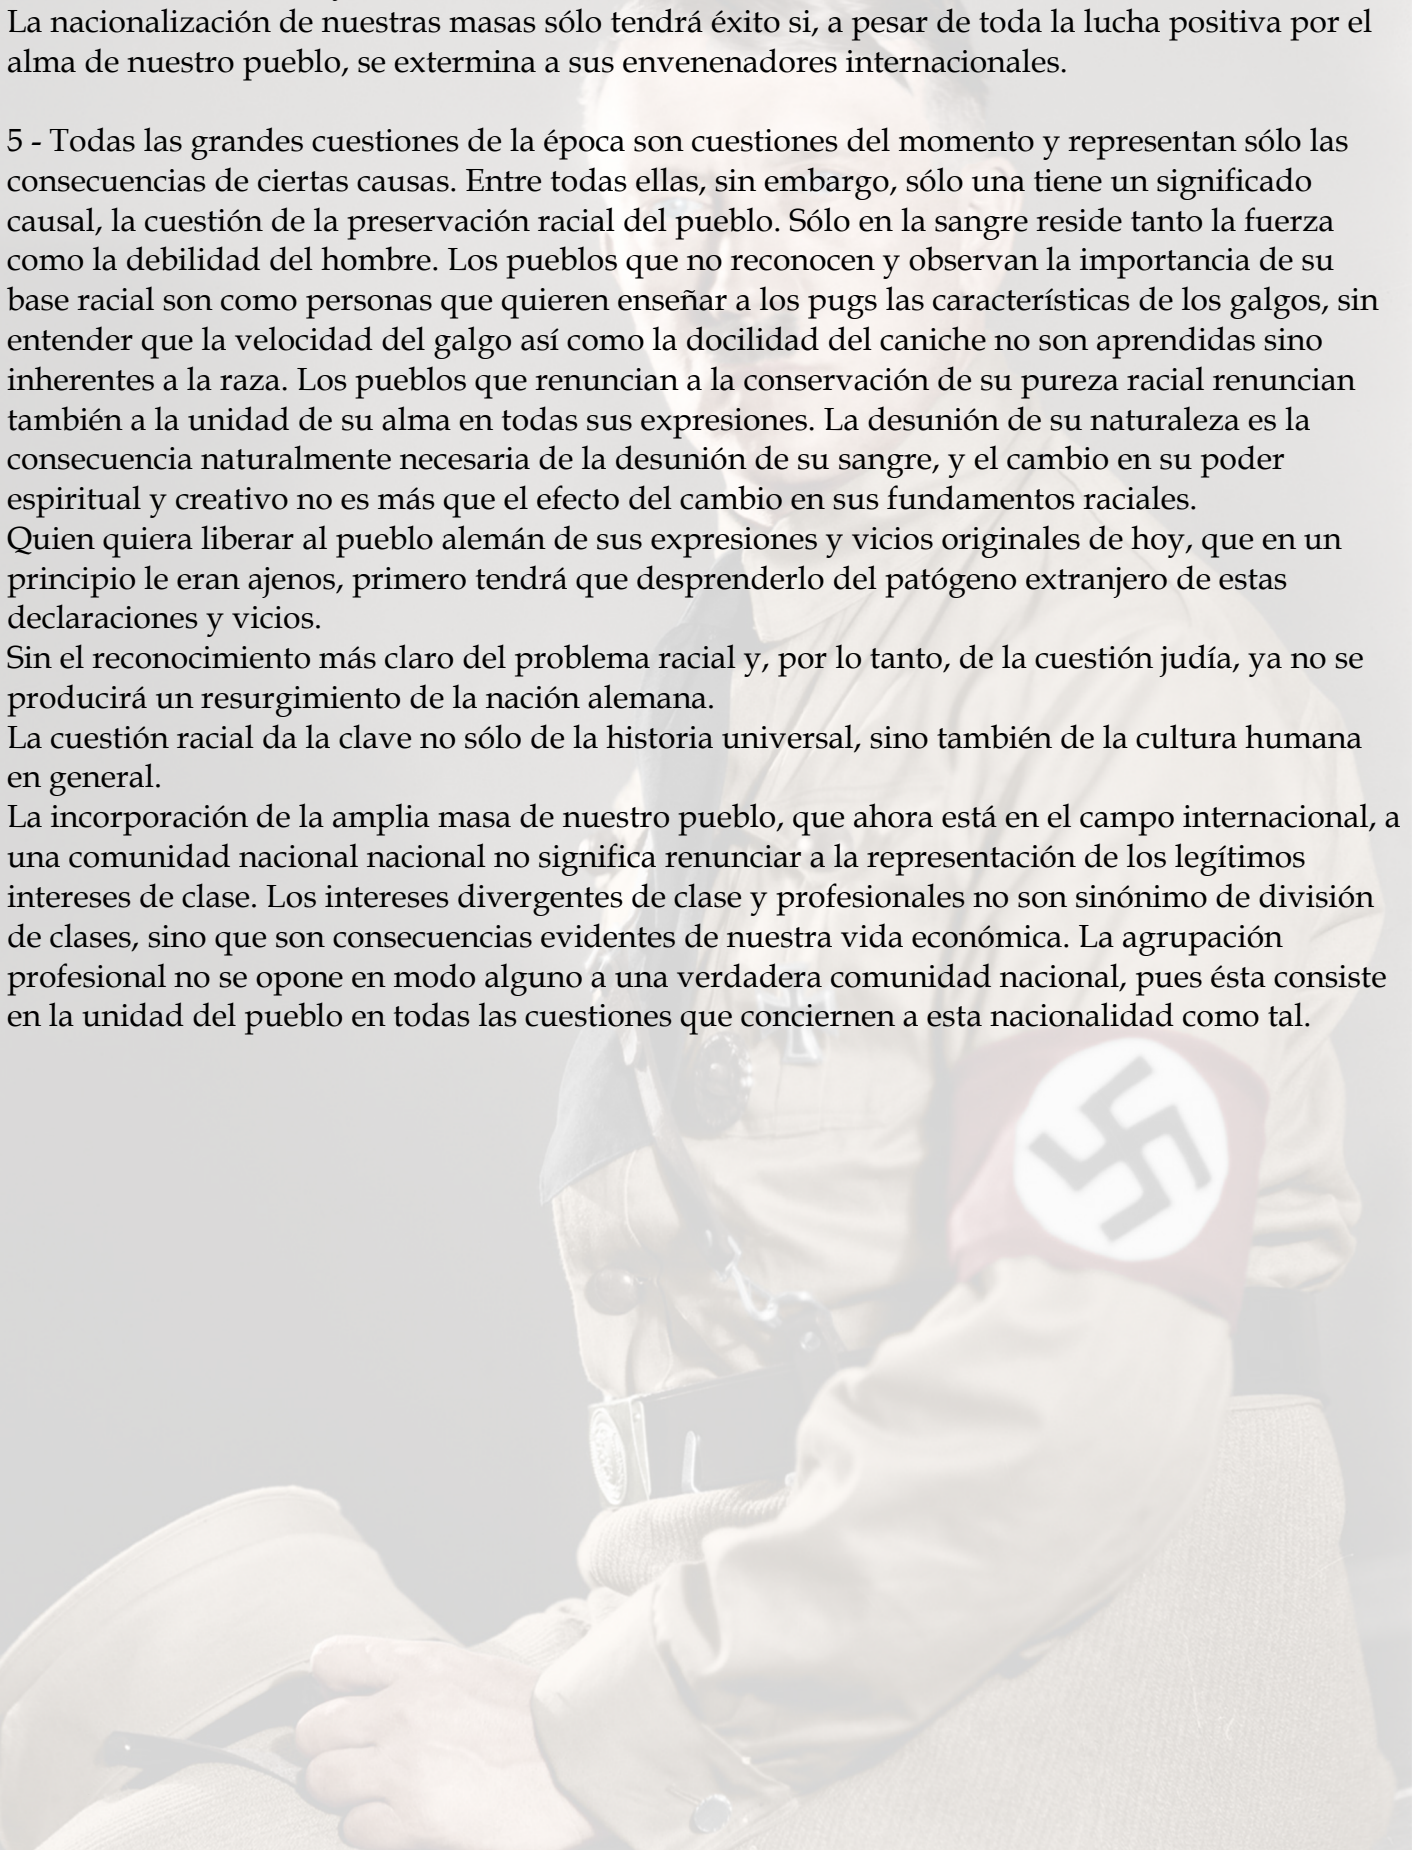 La nacionalización de nuestras masas sólo tendrá éxito si, a pesar de toda la lucha positiva por el
alma de nuestro pueblo, se extermina a sus envenenadores internacionales.
5 - Todas las grandes cuestiones de la época son cuestiones del momento y representan sólo las
consecuencias de ciertas causas. Entre todas ellas, sin embargo, sólo una tiene un significado
causal, la cuestión de la preservación racial del pueblo. Sólo en la sangre reside tanto la fuerza
como la debilidad del hombre. Los pueblos que no reconocen y observan la importancia de su
base racial son como personas que quieren enseñar a los pugs las características de los galgos, sin
entender que la velocidad del galgo así como la docilidad del caniche no son aprendidas sino
inherentes a la raza. Los pueblos que renuncian a la conservación de su pureza racial renuncian
también a la unidad de su alma en todas sus expresiones. La desunión de su naturaleza es la
consecuencia naturalmente necesaria de la desunión de su sangre, y el cambio en su poder
espiritual y creativo no es más que el efecto del cambio en sus fundamentos raciales.
Quien quiera liberar al pueblo alemán de sus expresiones y vicios originales de hoy, que en un
principio le eran ajenos, primero tendrá que desprenderlo del patógeno extranjero de estas
declaraciones y vicios.
Sin el reconocimiento más claro del problema racial y, por lo tanto, de la cuestión judía, ya no se
producirá un resurgimiento de la nación alemana.
La cuestión racial da la clave no sólo de la historia universal, sino también de la cultura humana
en general.
La incorporación de la amplia masa de nuestro pueblo, que ahora está en el campo internacional, a
una comunidad nacional nacional no significa renunciar a la representación de los legítimos
intereses de clase. Los intereses divergentes de clase y profesionales no son sinónimo de división
de clases, sino que son consecuencias evidentes de nuestra vida económica. La agrupación
profesional no se opone en modo alguno a una verdadera comunidad nacional, pues ésta consiste
en la unidad del pueblo en todas las cuestiones que conciernen a esta nacionalidad como tal.